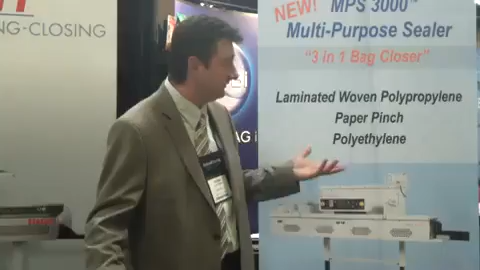 NG-CLOSING
NEW!
MPS 3000™
Multi-Purpose Sealer
"3 in 1 Bag Closer"
Laminated Woven Polypropylene
Paper Pinch
Polyethylene